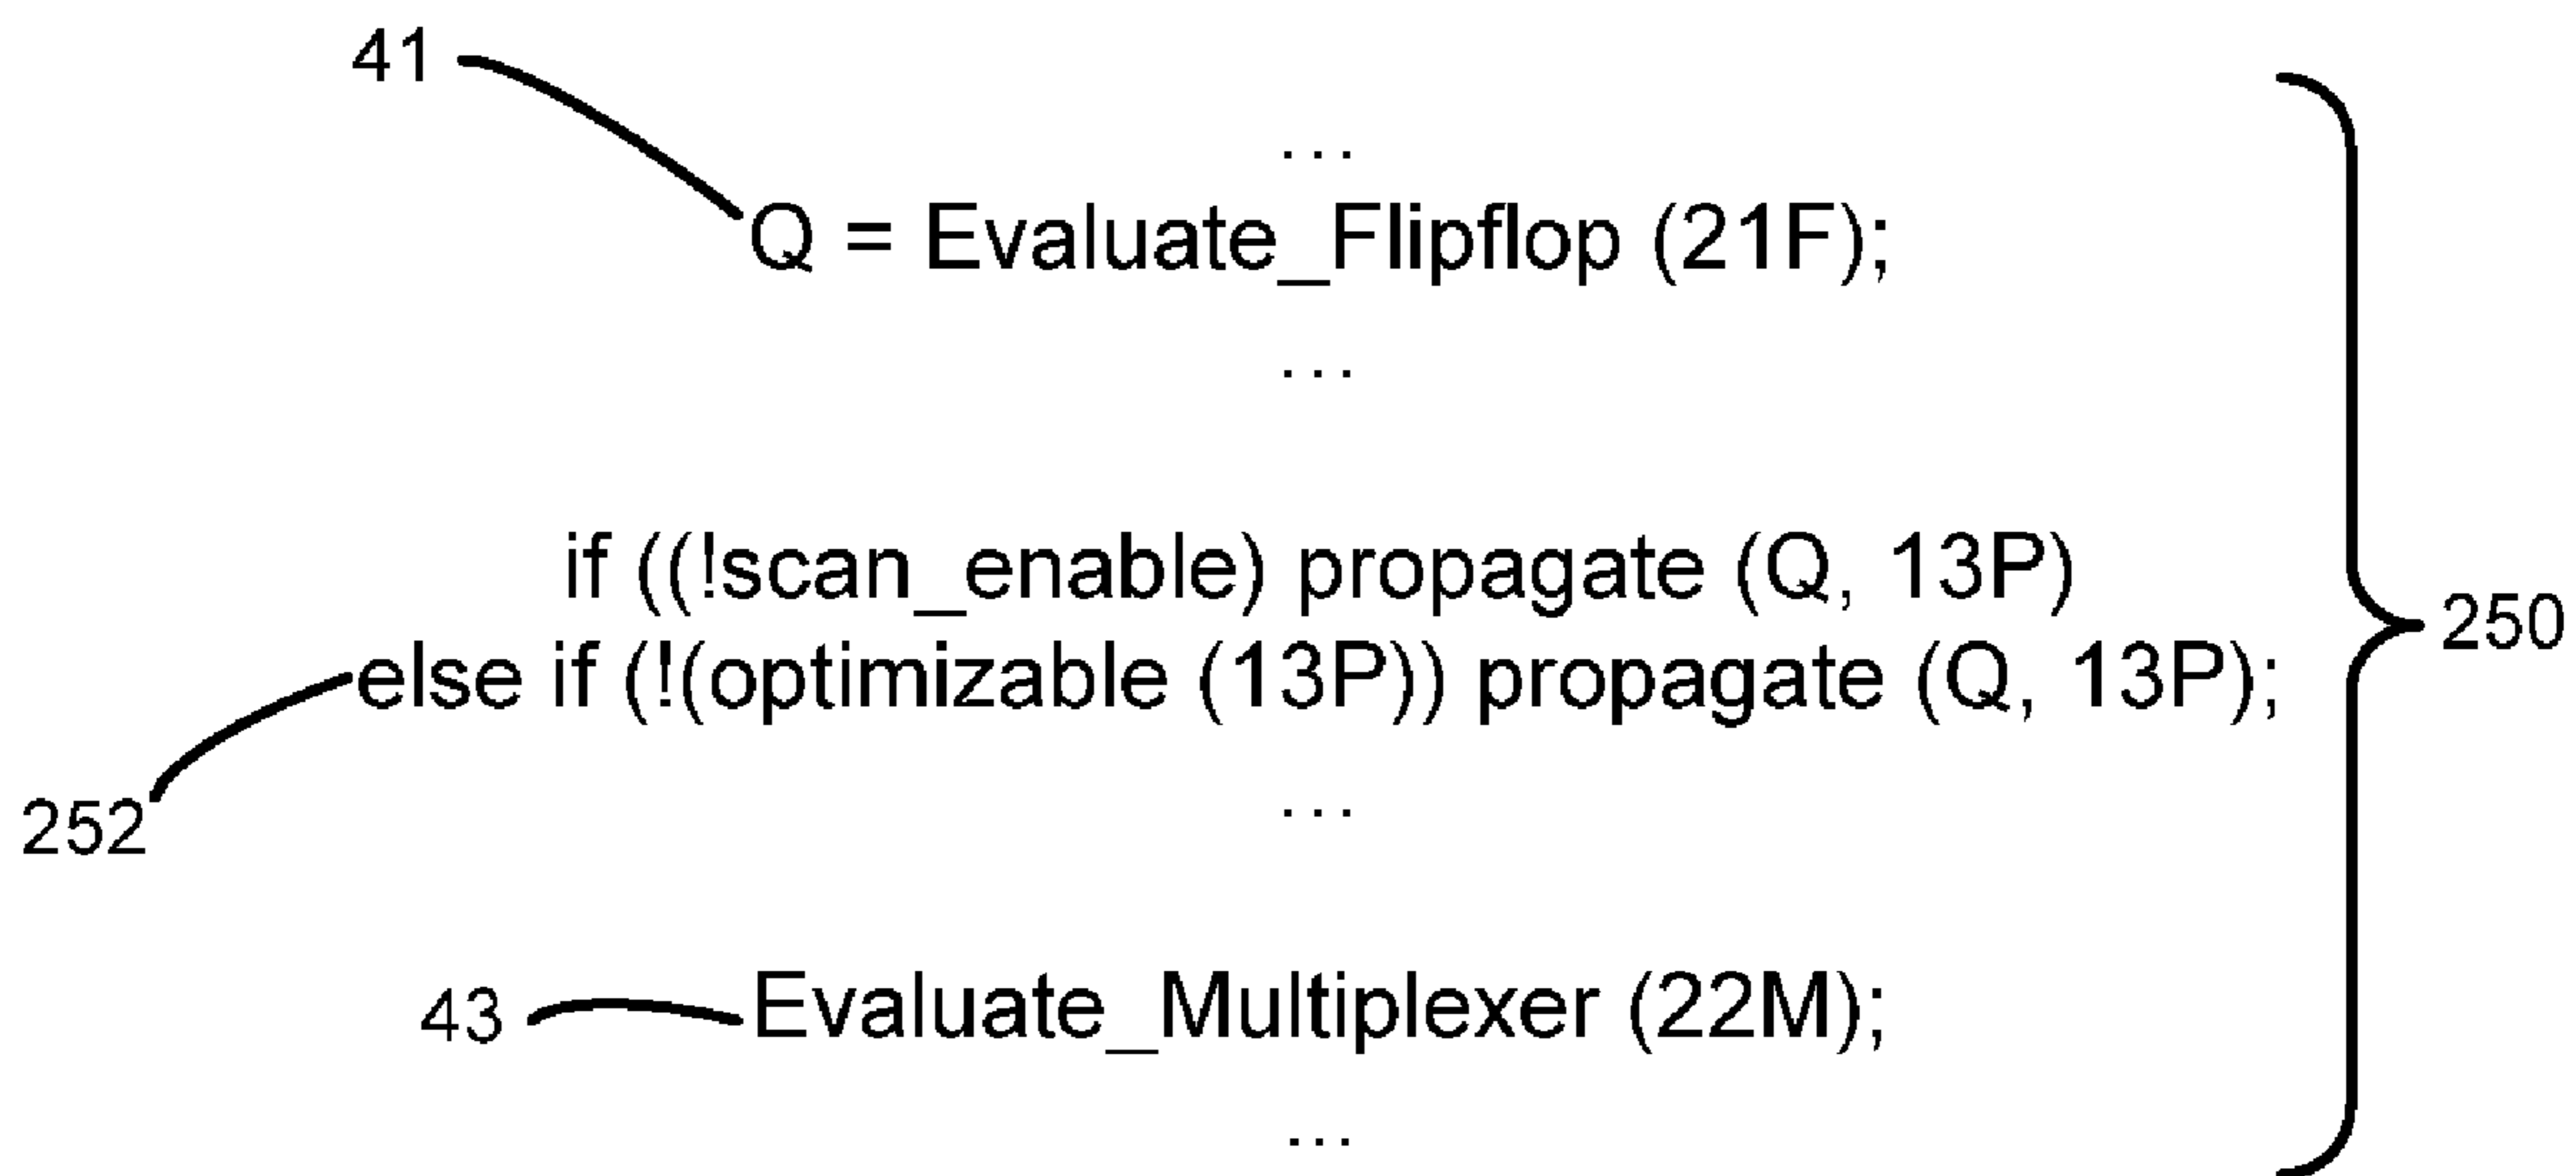 41
...
Q = Evaluate_Flipflop (21F);
...
if ((!scan_enable) propagate (Q, 13P)
else if (!(optimizable (13P)) propagate (Q, 13P);
250
...
252
43
Evaluate_Multiplexer (22M);
...